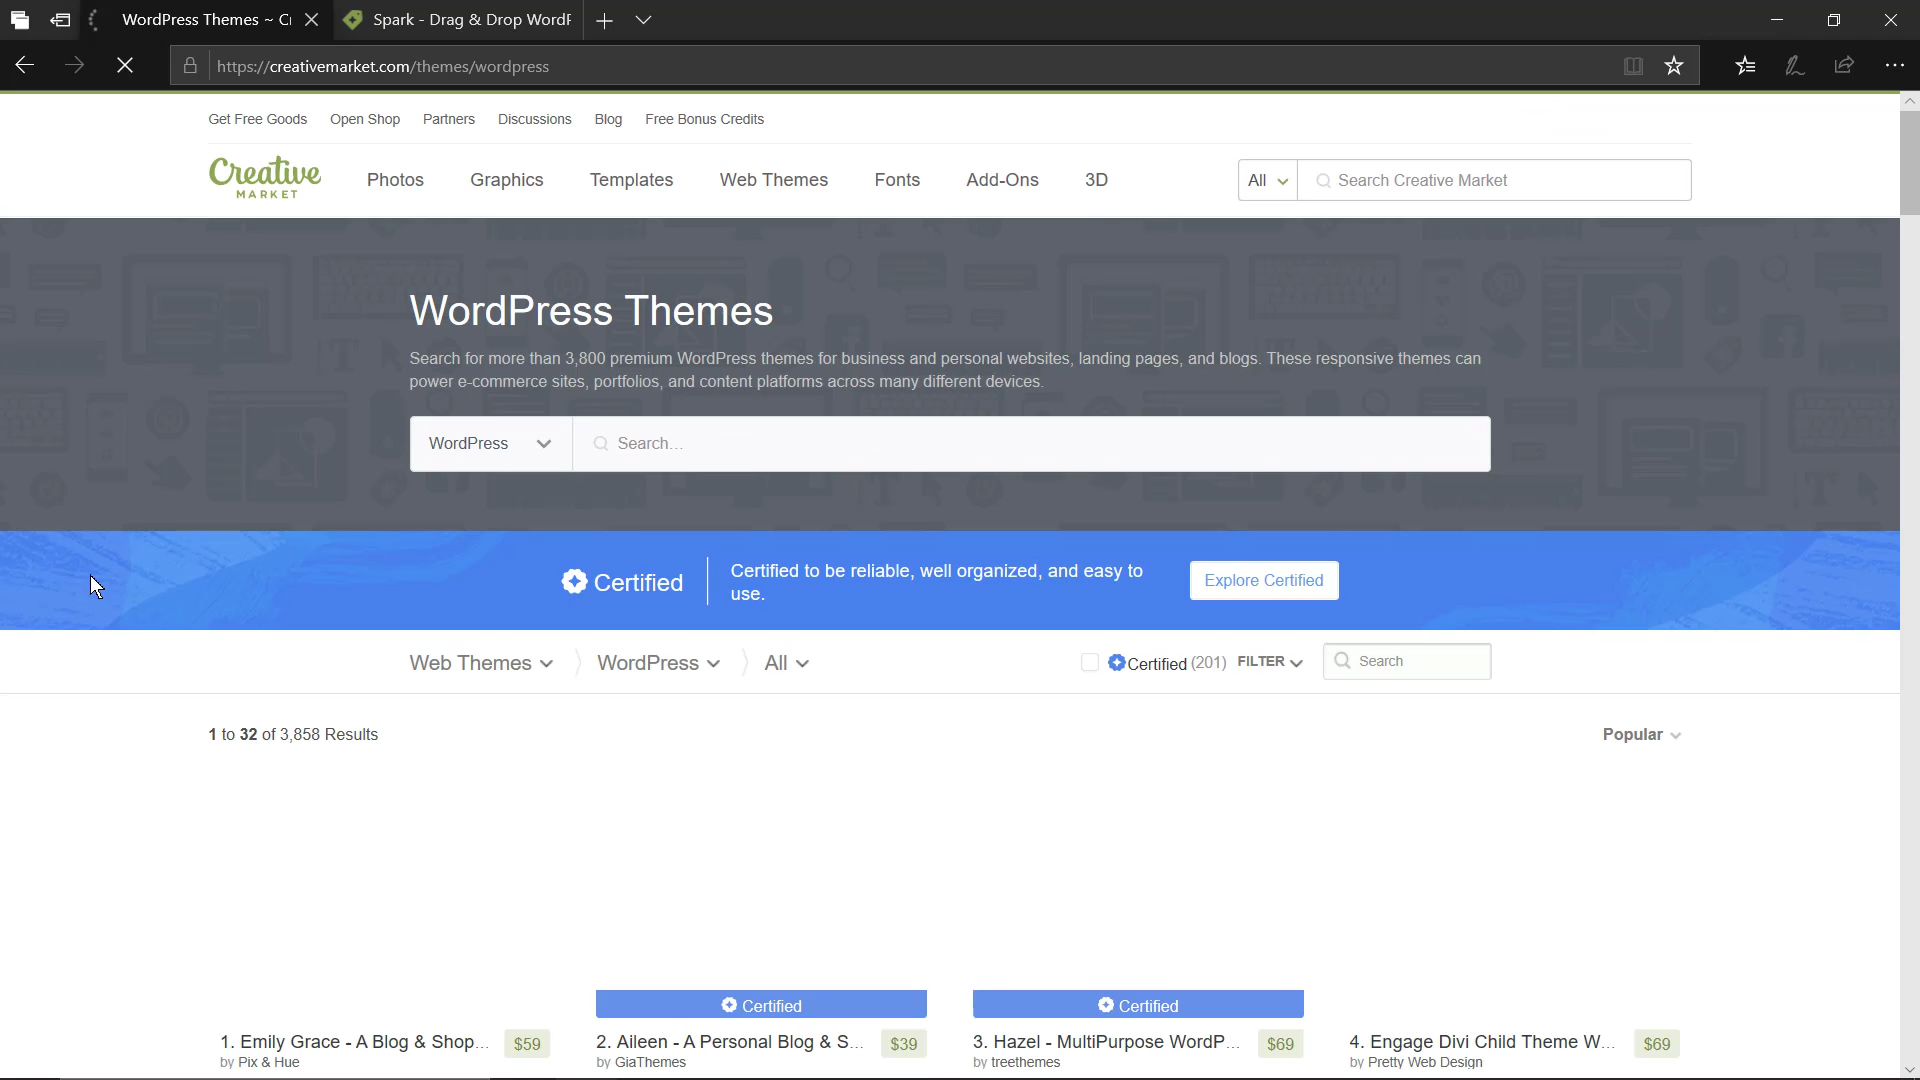 WordPress Themes ~ Cr
Spark - Drag & Drop WordP
https://creativemarket.com/themes/wordpress
Get Free Goods Open Shop Partners Discussions Blog Free Bonus Credits
Creative MARKET
Photos Graphics Templates Web Themes Fonts Add-Ons 3D
All Search Creative Market
WordPress Themes
Search for more than 3,800 premium WordPress themes for business and personal websites, landing pages, and blogs. These responsive themes can
power e-commerce sites, portfolios, and content platforms across many different devices.
WordPress Search...
Certified
Certified to be reliable, well organized, and easy to
use.
Explore Certified
Web Themes WordPress All
Certified (201) FILTER Search
1 to 32 of 3,858 Results
Popular
Certified
Certified
1. Emily Grace - A Blog & Shop... $59
by Pix & Hue
2. Aileen - A Personal Blog & S... $39
by GiaThemes
3. Hazel - MultiPurpose WordP... $69
by treethemes
4. Engage Divi Child Theme W... $69
by Pretty Web Design